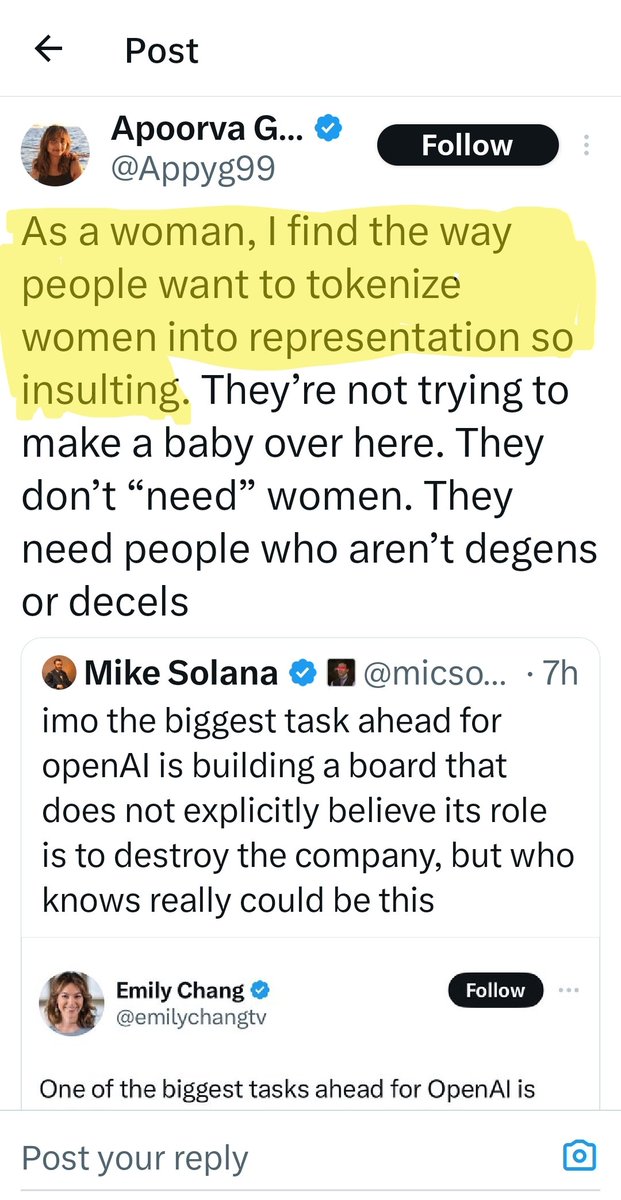 Post
Apoorva G...
Follow
@Appyg99
As a woman, I find the way
people want to tokenize
women into representation so
insulting. They’re not trying to
make a baby over here. They
don’t “need” women. They
need people who aren’t degens
or decels
Mike Solana @micso... · 7h
imo the biggest task ahead for
openAI is building a board that
does not explicitly believe its role
is to destroy the company, but who
knows really could be this
Emily Chang
Follow
@emilychangtv
One of the biggest tasks ahead for OpenAI is
Post your reply